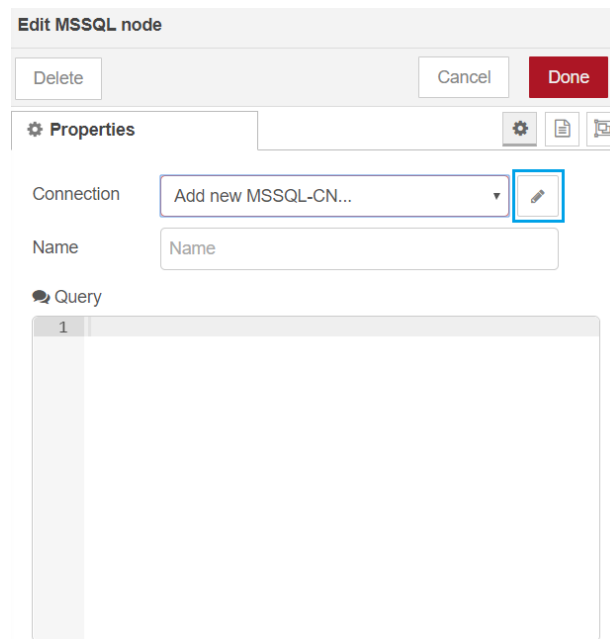 Edit MSSQL node
Delete Cancel Done
Properties
Connection Add new MSSQL-CN...
Name Name
Query
1